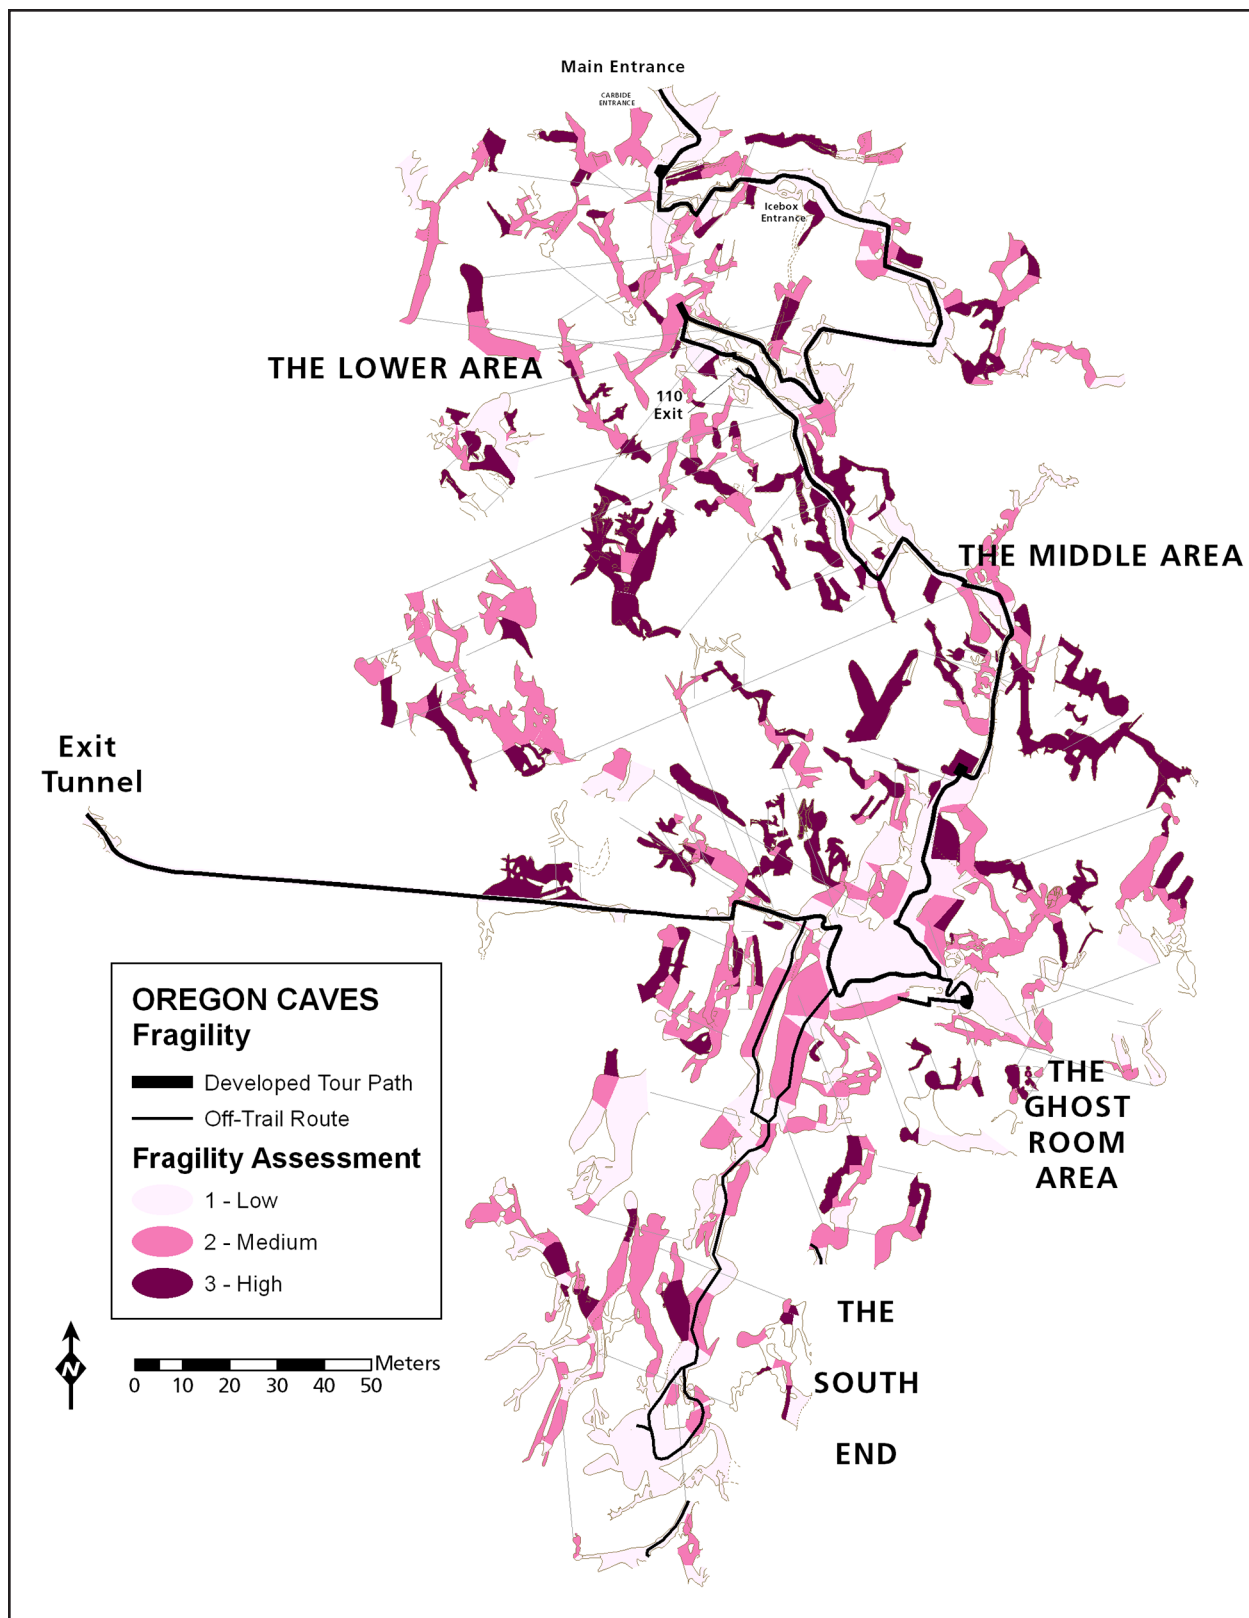 Main Entrance
CARBIDE
ENTRANCE
Icebox
Entrance
THE LOWER AREA
110
Exit
THE MIDDLE AREA
Exit
Tunnel
OREGON CAVES
Fragility
Developed Tour Path
Off-Trail Route
Fragility Assessment
1 - Low
2 - Medium
3 - High
THE
GHOST
ROOM
AREA
THE
SOUTH
END
N
Meters
0 10 20 30 40 50